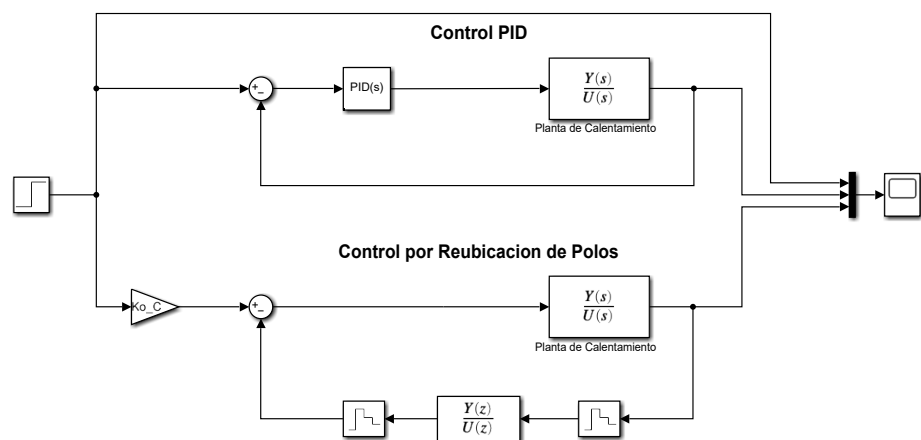 Control PID
+
−
PID(s)
Y(s)
U(s)
Planta de Calentamiento
Control por Reubicacion de Polos
Ko_C
+
−
Y(s)
U(s)
Planta de Calentamiento
Y(z)
U(z)